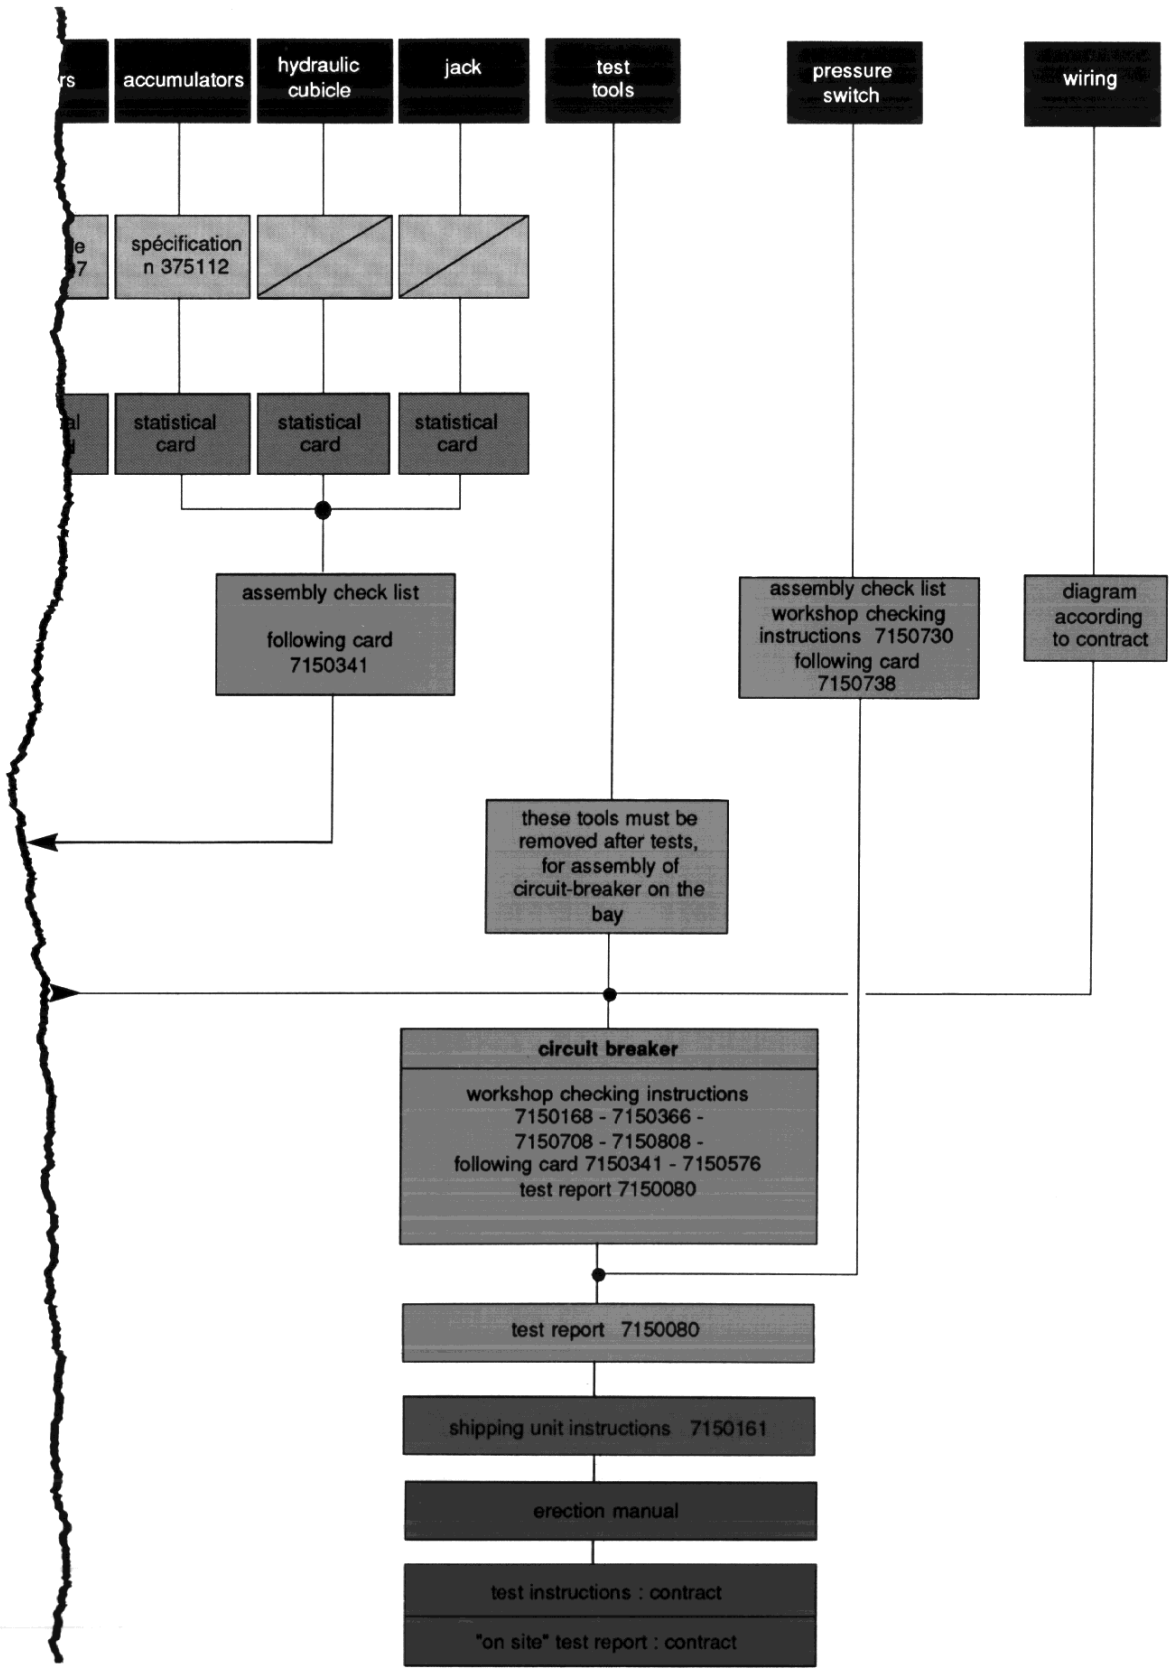 rs
accumulators
hydraulic
cubicle
jack
test
tools
pressure
switch
wiring
e
7
spécification
n 375112
al
statistical
card
statistical
card
statistical
card
assembly check list
following card
7150341
assembly check list
workshop checking
instructions 7150730
following card
7150738
diagram
according
to contract
these tools must be
removed after tests,
for assembly of
circuit-breaker on the
bay
circuit breaker
workshop checking instructions
7150168 - 7150366 -
7150708 - 7150808 -
following card 7150341 - 7150576
test report 7150080
test report 7150080
shipping unit instructions 7150161
erection manual
test instructions : contract
"on site" test report : contract